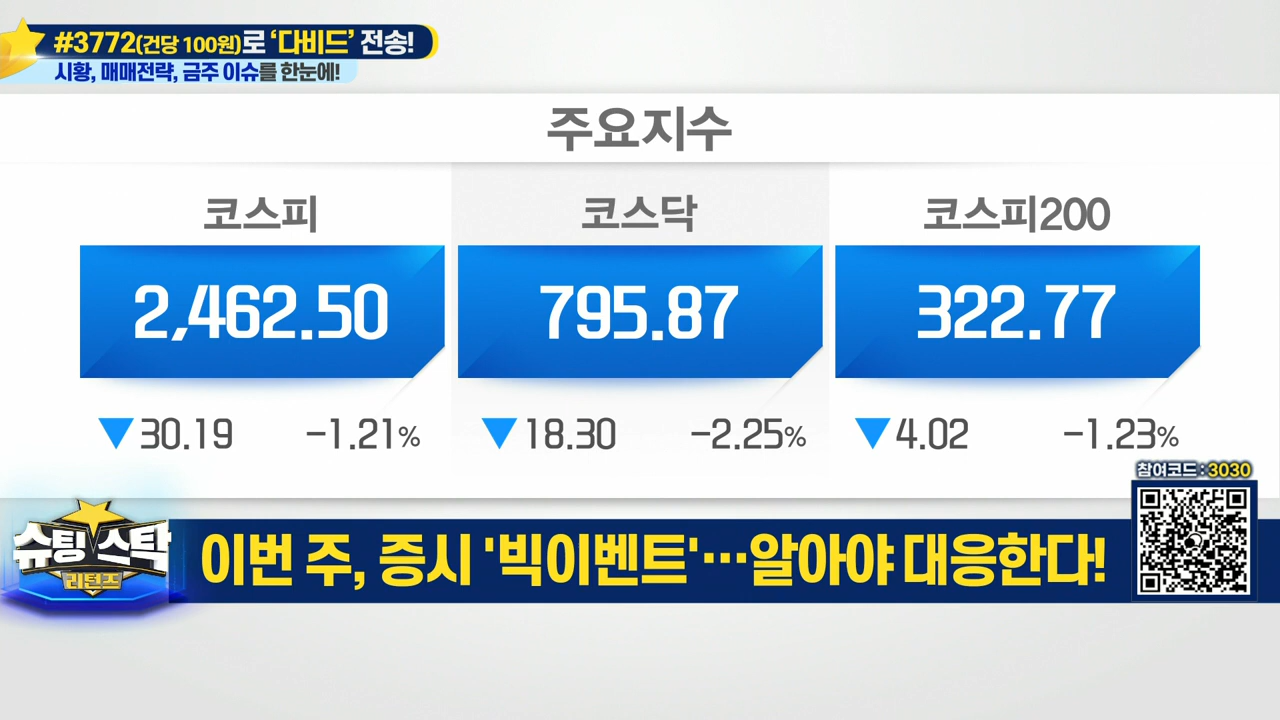 #3772(건당 100원)로 '다비드' 전송!
시황, 매매전략, 금주 이슈를 한눈에!
주요지수
코스피
2,462.50
▼30.19 -1.21%
코스닥
795.87
▼18.30 -2.25%
코스피200
322.77
▼4.02 -1.23%
참여코드:3030
슈팅스탁
리턴즈
이번 주, 증시 '빅이벤트'…알아야 대응한다!